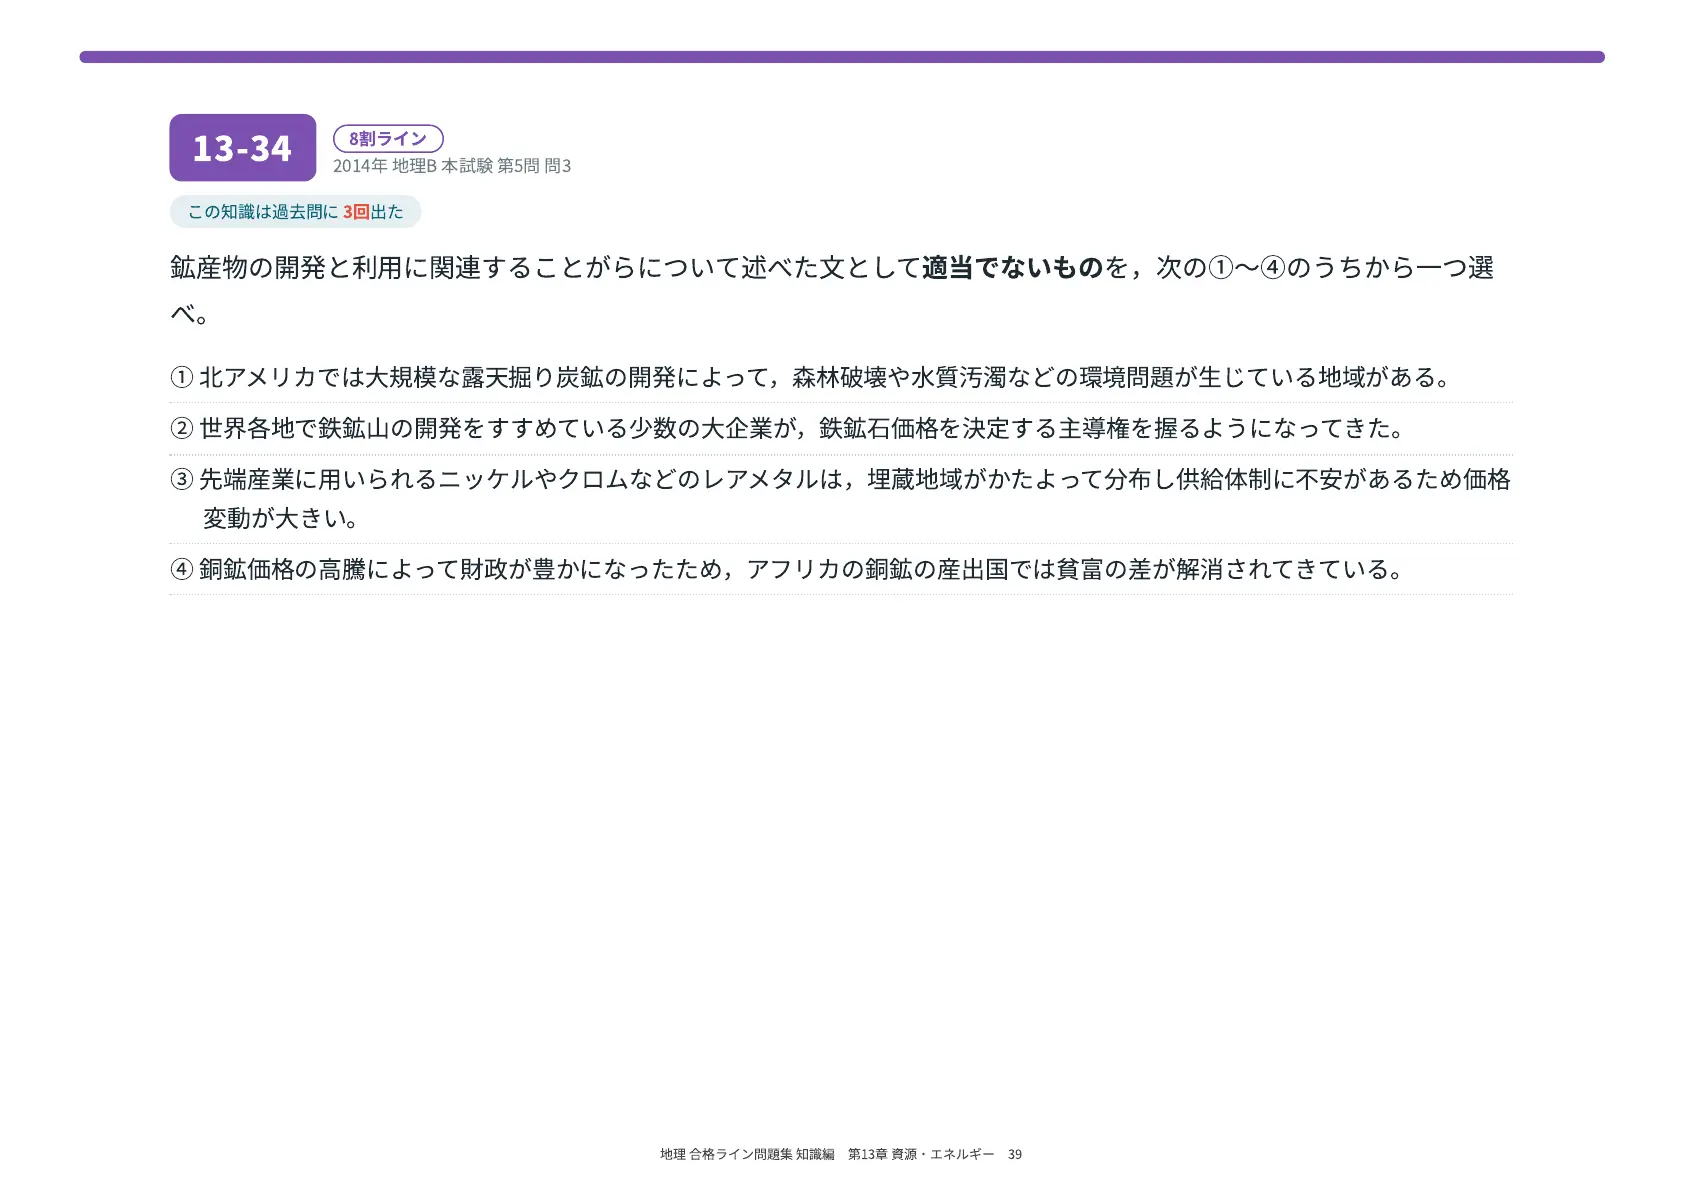 13-34
8割ライン
2014年 地理B 本試験 第5問 問3
この知識は過去問に 3回出た
鉱産物の開発と利用に関連することがらについて述べた文として適当でないものを，次の①～④のうちから一つ選
べ。
① 北アメリカでは大規模な露天掘り炭鉱の開発によって，森林破壊や水質汚濁などの環境問題が生じている地域がある。
② 世界各地で鉄鉱山の開発をすすめている少数の大企業が，鉄鉱石価格を決定する主導権を握るようになってきた。
③ 先端産業に用いられるニッケルやクロムなどのレアメタルは，埋蔵地域がかたよって分布し供給体制に不安があるため価格
変動が大きい。
④ 銅鉱価格の高騰によって財政が豊かになったため，アフリカの銅鉱の産出国では貧富の差が解消されてきている。
地理 合格ライン問題集 知識編　第13章 資源・エネルギー　39